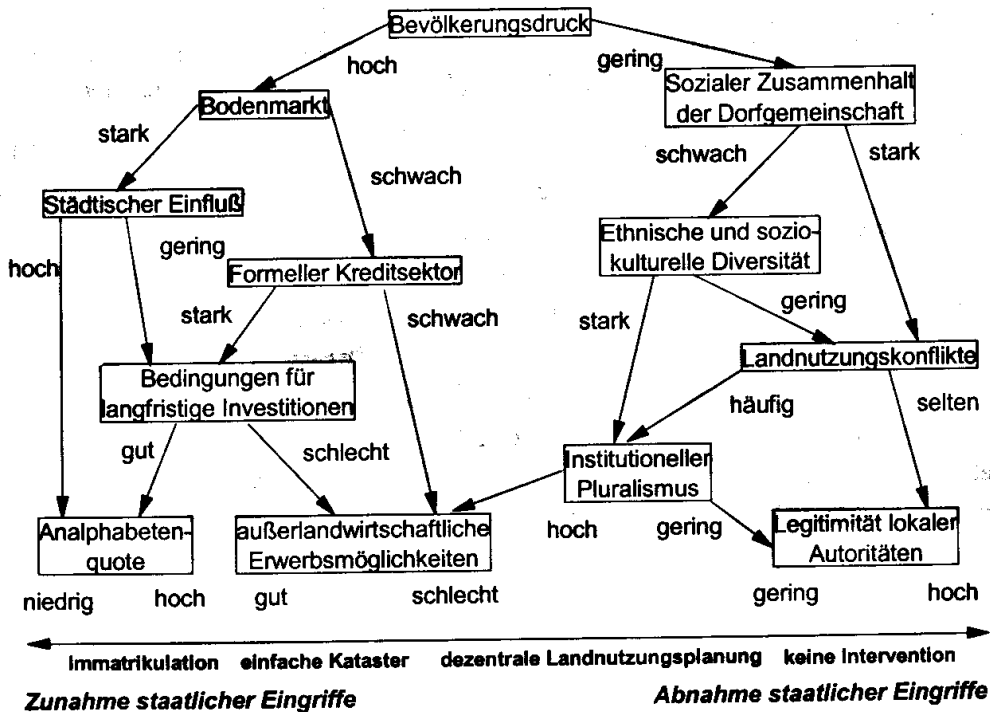 Bevölkerungsdruck
hoch
gering
Bodenmarkt
Sozialer Zusammenhalt
der Dorfgemeinschaft
stark
schwach
schwach
stark
Städtischer Einfluß
Ethnische und sozio-
kulturelle Diversität
hoch
gering
Formeller Kreditsektor
stark
schwach
stark
gering
Landnutzungskonflikte
Bedingungen für
langfristige Investitionen
häufig
selten
gut
schlecht
Institutioneller
Pluralismus
Analphabeten-
quote
außerlandwirtschaftliche
Erwerbsmöglichkeiten
hoch
gering
Legitimität lokaler
Autoritäten
niedrig
hoch
gut
schlecht
gering
hoch
Immatrikulation einfache Kataster dezentrale Landnutzungsplanung keine Intervention
Zunahme staatlicher Eingriffe
Abnahme staatlicher Eingriffe